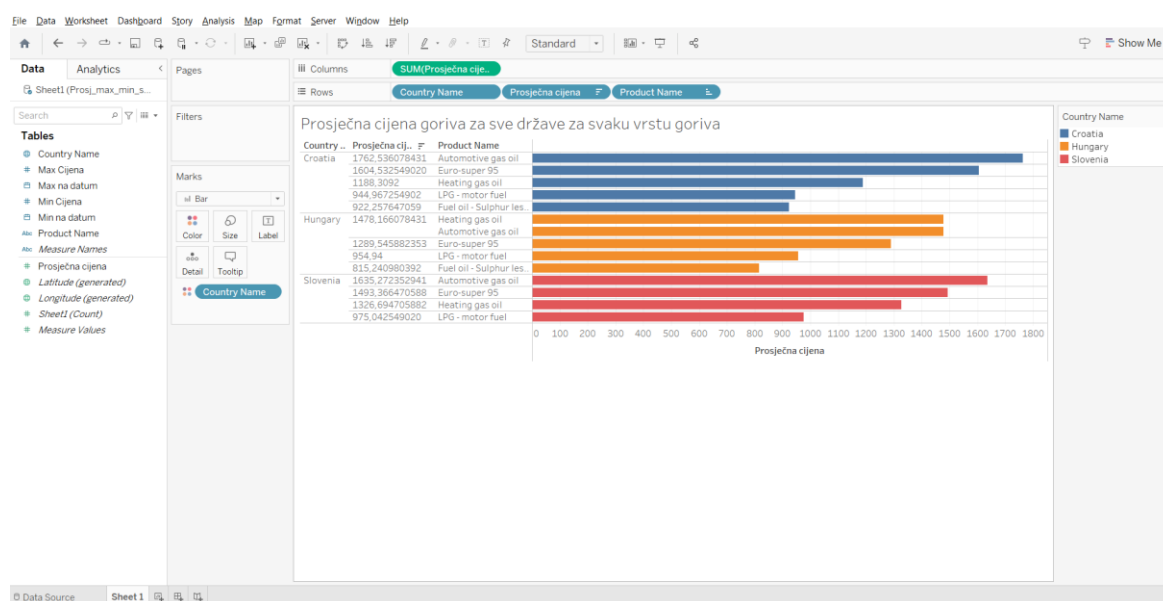 File Data Worksheet Dashboard Story Analysis Map Format Server Window Help
Standard
Show Me
Data Analytics
Sheet1 (Prosj_max_min_s...
Search
Tables
Country Name
Max Cijena
Max na datum
Min Cijena
Min na datum
Abc Product Name
Abc Measure Names
Prosječna cijena
Latitude (generated)
Longitude (generated)
Sheet1 (Count)
Measure Values
Pages
Filters
Marks
Bar
Color Size Label
Detail Tooltip
Country Name
Columns SUM(Prosječna cije..
Rows Country Name Prosječna cijena Product Name
Prosječna cijena goriva za sve države za svaku vrstu goriva
Country .. Prosječna cij.. Product Name
Croatia 1762,536078431 Automotive gas oil
1604,532549020 Euro-super 95
1188,3092 Heating gas oil
944,967254902 LPG - motor fuel
922,257647059 Fuel oil - Sulphur les..
Hungary 1478,166078431 Heating gas oil
Automotive gas oil
1289,545882353 Euro-super 95
954,94 LPG - motor fuel
815,240980392 Fuel oil - Sulphur les..
Slovenia 1635,272352941 Automotive gas oil
1493,366470588 Euro-super 95
1326,694705882 Heating gas oil
975,042549020 LPG - motor fuel
0 100 200 300 400 500 600 700 800 900 1000 1100 1200 1300 1400 1500 1600 1700 1800
Prosječna cijena
Country Name
Croatia
Hungary
Slovenia
Data Source Sheet 1